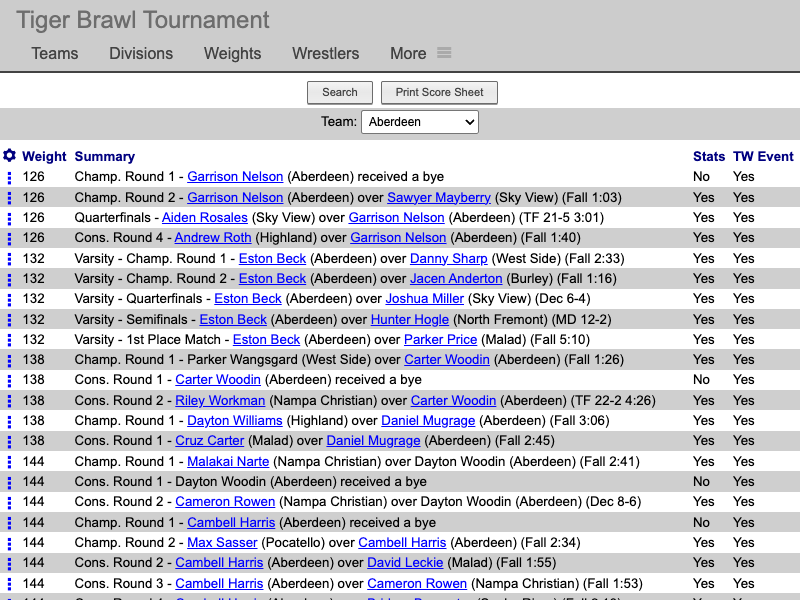 Tiger Brawl Tournament
Teams Divisions Weights Wrestlers More
Search Print Score Sheet
Team: Aberdeen
Weight Summary Stats TW Event
126 Champ. Round 1 - Garrison Nelson (Aberdeen) received a bye No Yes
126 Champ. Round 2 - Garrison Nelson (Aberdeen) over Sawyer Mayberry (Sky View) (Fall 1:03) Yes Yes
126 Quarterfinals - Aiden Rosales (Sky View) over Garrison Nelson (Aberdeen) (TF 21-5 3:01) Yes Yes
126 Cons. Round 4 - Andrew Roth (Highland) over Garrison Nelson (Aberdeen) (Fall 1:40) Yes Yes
132 Varsity - Champ. Round 1 - Eston Beck (Aberdeen) over Danny Sharp (West Side) (Fall 2:33) Yes Yes
132 Varsity - Champ. Round 2 - Eston Beck (Aberdeen) over Jacen Anderton (Burley) (Fall 1:16) Yes Yes
132 Varsity - Quarterfinals - Eston Beck (Aberdeen) over Joshua Miller (Sky View) (Dec 6-4) Yes Yes
132 Varsity - Semifinals - Eston Beck (Aberdeen) over Hunter Hogle (North Fremont) (MD 12-2) Yes Yes
132 Varsity - 1st Place Match - Eston Beck (Aberdeen) over Parker Price (Malad) (Fall 5:10) Yes Yes
138 Champ. Round 1 - Parker Wangsgard (West Side) over Carter Woodin (Aberdeen) (Fall 1:26) Yes Yes
138 Cons. Round 1 - Carter Woodin (Aberdeen) received a bye No Yes
138 Cons. Round 2 - Riley Workman (Nampa Christian) over Carter Woodin (Aberdeen) (TF 22-2 4:26) Yes Yes
138 Champ. Round 1 - Dayton Williams (Highland) over Daniel Mugrage (Aberdeen) (Fall 3:06) Yes Yes
138 Cons. Round 1 - Cruz Carter (Malad) over Daniel Mugrage (Aberdeen) (Fall 2:45) Yes Yes
144 Champ. Round 1 - Malakai Narte (Nampa Christian) over Dayton Woodin (Aberdeen) (Fall 2:41) Yes Yes
144 Cons. Round 1 - Dayton Woodin (Aberdeen) received a bye No Yes
144 Cons. Round 2 - Cameron Rowen (Nampa Christian) over Dayton Woodin (Aberdeen) (Dec 8-6) Yes Yes
144 Champ. Round 1 - Cambell Harris (Aberdeen) received a bye No Yes
144 Champ. Round 2 - Max Sasser (Pocatello) over Cambell Harris (Aberdeen) (Fall 2:34) Yes Yes
144 Cons. Round 2 - Cambell Harris (Aberdeen) over David Leckie (Malad) (Fall 1:55) Yes Yes
144 Cons. Round 3 - Cambell Harris (Aberdeen) over Cameron Rowen (Nampa Christian) (Fall 1:53) Yes Yes